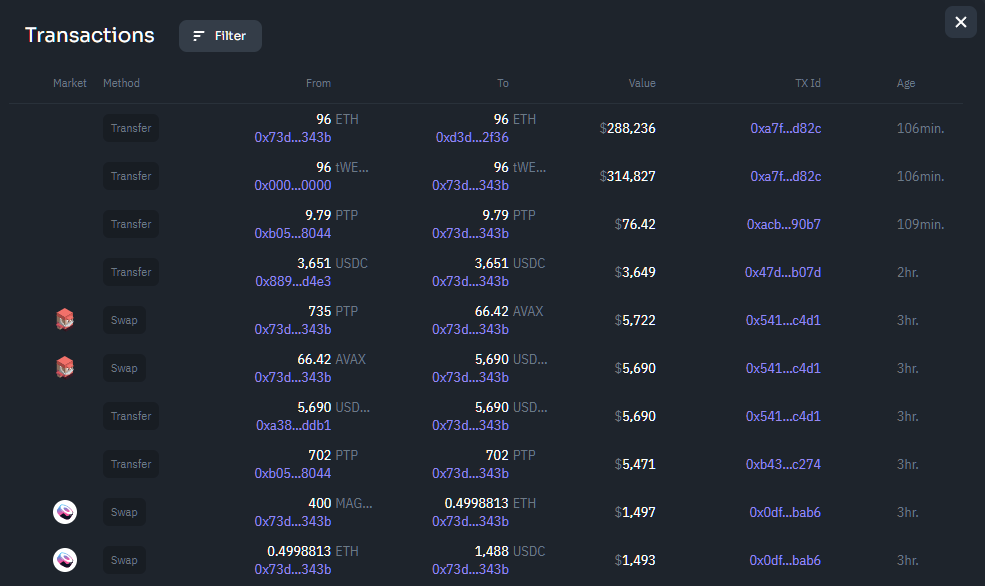 Transactions
Filter
Market Method From To Value TX Id Age
Transfer 96 ETH 96 ETH $288,236 0xa7f...d82c 106min.
0x73d...343b 0xd3d...2f36
Transfer 96 tWE... 96 tWE... $314,827 0xa7f...d82c 106min.
0x000...0000 0x73d...343b
Transfer 9.79 PTP 9.79 PTP $76.42 0xacb...90b7 109min.
0xb05...8044 0x73d...343b
Transfer 3,651 USDC 3,651 USDC $3,649 0x47d...b07d 2hr.
0x889...d4e3 0x73d...343b
Swap 735 PTP 66.42 AVAX $5,722 0x541...c4d1 3hr.
0x73d...343b 0x73d...343b
Swap 66.42 AVAX 5,690 USD... $5,690 0x541...c4d1 3hr.
0x73d...343b 0x73d...343b
Transfer 5,690 USD... 5,690 USD... $5,690 0x541...c4d1 3hr.
0xa38...ddb1 0x73d...343b
Transfer 702 PTP 702 PTP $5,471 0xb43...c274 3hr.
0xb05...8044 0x73d...343b
Swap 400 MAG... 0.4998813 ETH $1,497 0x0df...bab6 3hr.
0x73d...343b 0x73d...343b
Swap 0.4998813 ETH 1,488 USDC $1,493 0x0df...bab6 3hr.
0x73d...343b 0x73d...343b